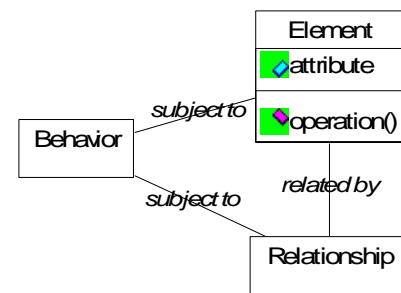 Element
attribute
subject to
operation()
Behavior
related by
subject to
Relationship